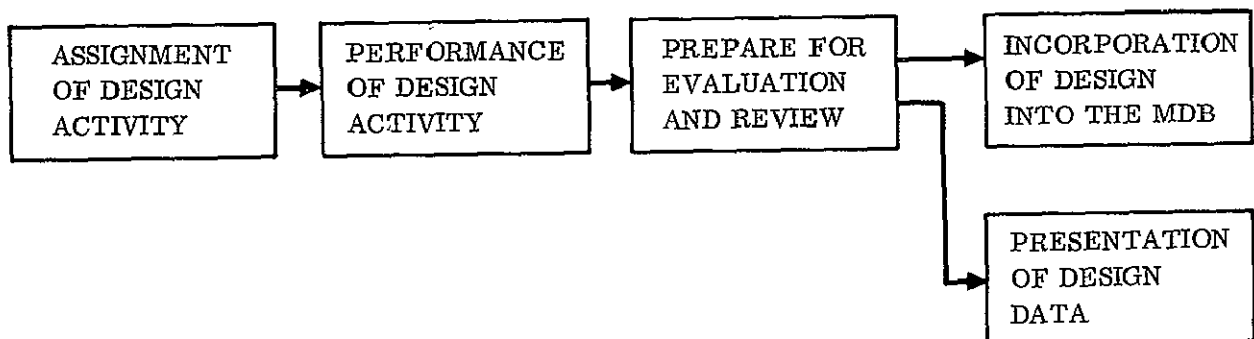 ASSIGNMENT
OF DESIGN
ACTIVITY
PERFORMANCE
OF DESIGN
ACTIVITY
PREPARE FOR
EVALUATION
AND REVIEW
INCORPORATION
OF DESIGN
INTO THE MDB
PRESENTATION
OF DESIGN
DATA